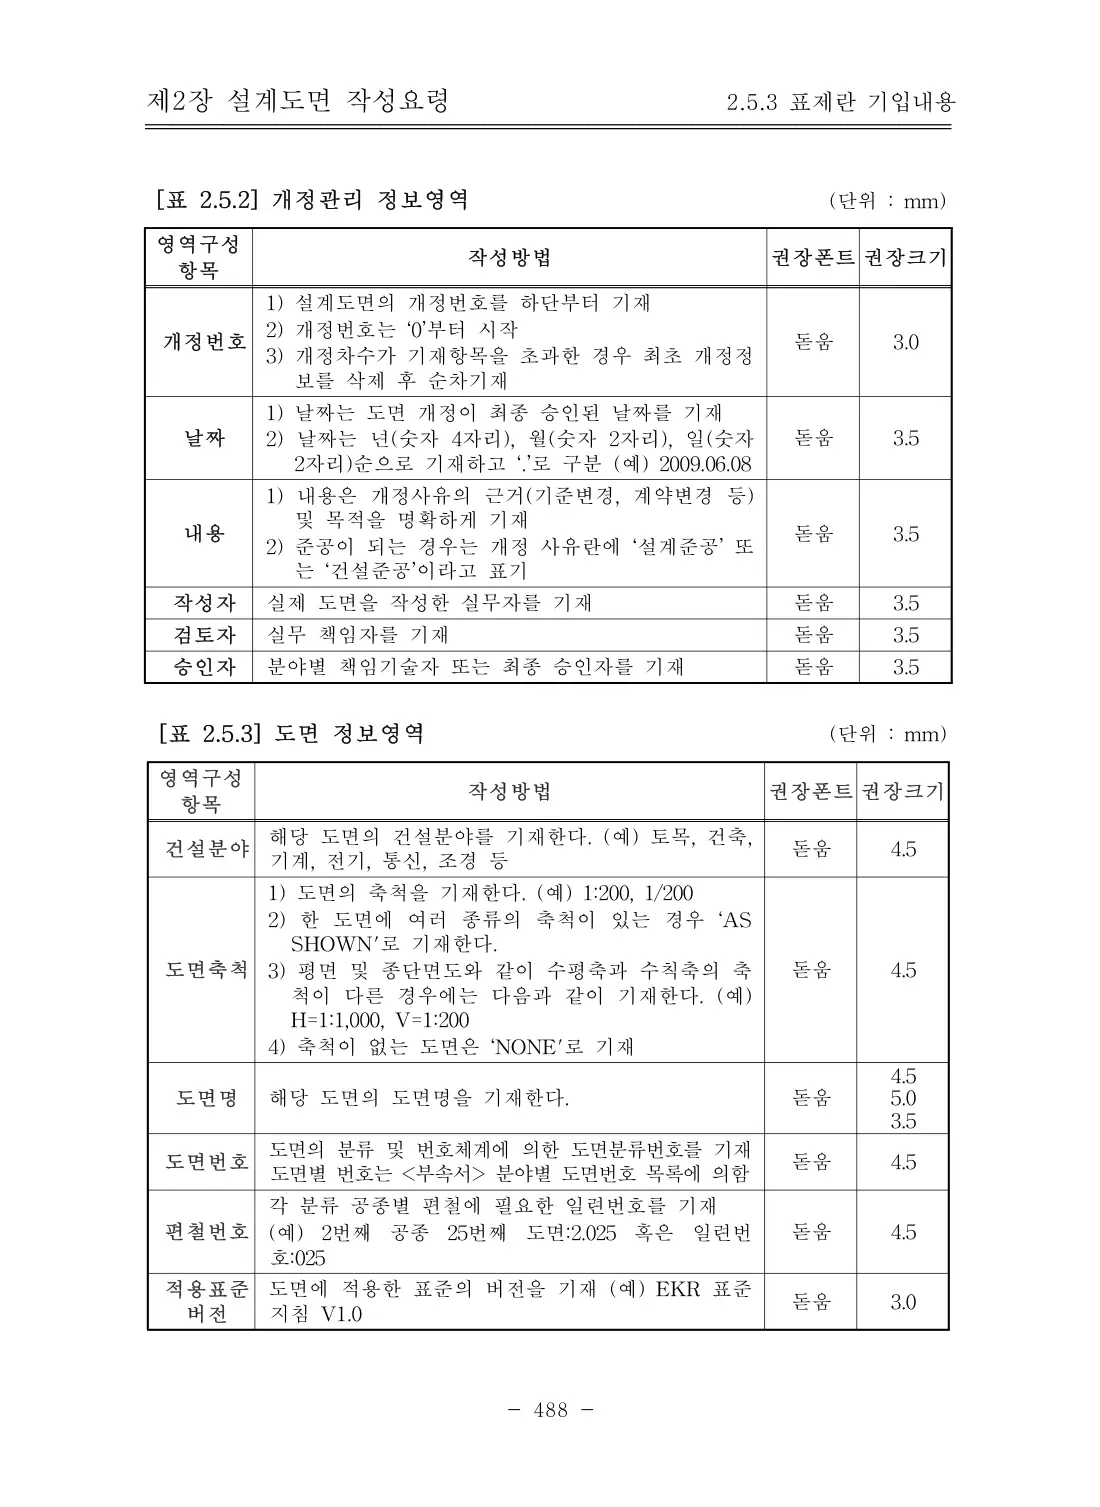 제2장 설계도면 작성요령
2.5.3 표제란 기입내용
[표 2.5.2] 개정관리 정보영역
(단위 : mm)
영역구성
항목
작성방법
권장폰트
권장크기
개정번호
1) 설계도면의 개정번호를 하단부터 기재
2) 개정번호는 ‘0’부터 시작
3) 개정차수가 기재항목을 초과한 경우 최초 개정정
보를 삭제 후 순차기재
돋움
3.0
날짜
1) 날짜는 도면 개정이 최종 승인된 날짜를 기재
2) 날짜는 년(숫자 4자리), 월(숫자 2자리), 일(숫자
2자리)순으로 기재하고 ‘.’로 구분 (예) 2009.06.08
돋움
3.5
내용
1) 내용은 개정사유의 근거(기준변경, 계약변경 등)
및 목적을 명확하게 기재
2) 준공이 되는 경우는 개정 사유란에 ‘설계준공’ 또
는 ‘건설준공’이라고 표기
돋움
3.5
작성자
실제 도면을 작성한 실무자를 기재
돋움
3.5
검토자
실무 책임자를 기재
돋움
3.5
승인자
분야별 책임기술자 또는 최종 승인자를 기재
돋움
3.5
[표 2.5.3] 도면 정보영역
(단위 : mm)
영역구성
항목
작성방법
권장폰트
권장크기
건설분야
해당 도면의 건설분야를 기재한다. (예) 토목, 건축,
기계, 전기, 통신, 조경 등
돋움
4.5
도면축척
1) 도면의 축척을 기재한다. (예) 1:200, 1/200
2) 한 도면에 여러 종류의 축척이 있는 경우 ‘AS
SHOWN′로 기재한다.
3) 평면 및 종단면도와 같이 수평축과 수칙축의 축
척이 다른 경우에는 다음과 같이 기재한다. (예)
H=1:1,000, V=1:200
4) 축척이 없는 도면은 ‘NONE′로 기재
돋움
4.5
도면명
해당 도면의 도면명을 기재한다.
돋움
4.5
5.0
3.5
도면번호
도면의 분류 및 번호체계에 의한 도면분류번호를 기재
도면별 번호는 <부속서> 분야별 도면번호 목록에 의함
돋움
4.5
편철번호
각 분류 공종별 편철에 필요한 일련번호를 기재
(예) 2번째 공종 25번째 도면:2.025 혹은 일련번
호:025
돋움
4.5
적용표준
버전
도면에 적용한 표준의 버전을 기재 (예) EKR 표준
지침 V1.0
돋움
3.0
- 488 -